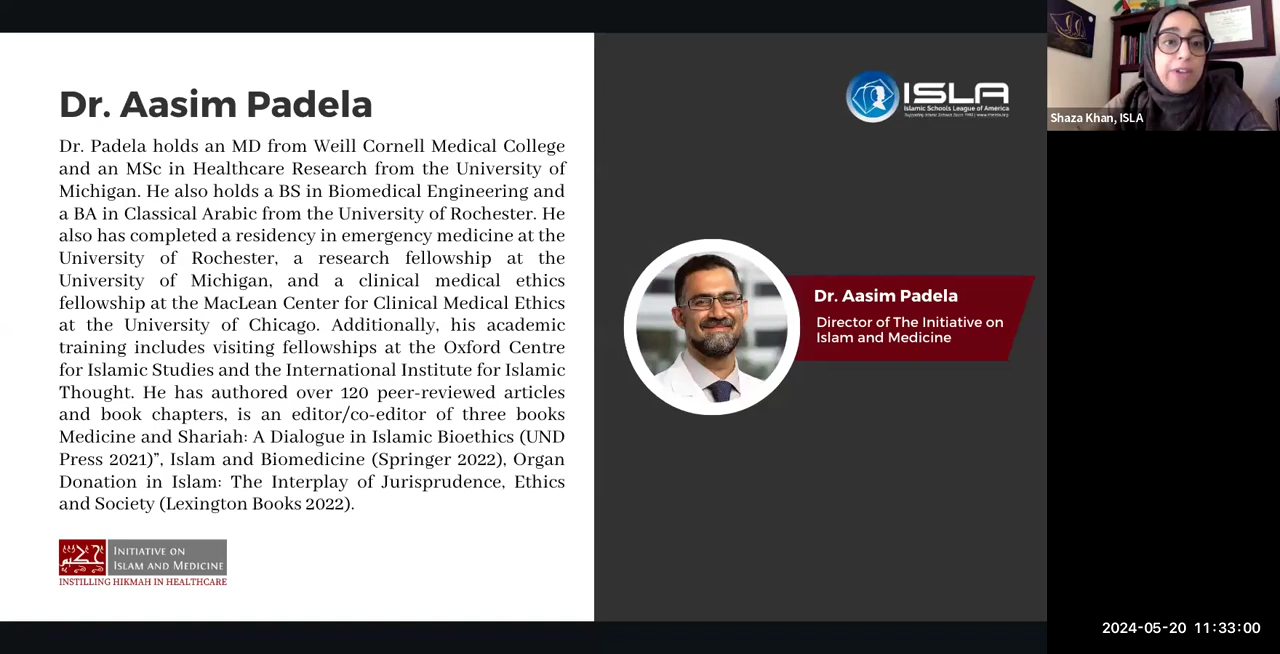 Dr. Aasim Padela
Dr. Padela holds an MD from Weill Cornell Medical College
and an MSc in Healthcare Research from the University of
Michigan. He also holds a BS in Biomedical Engineering and
a BA in Classical Arabic from the University of Rochester. He
also has completed a residency in emergency medicine at the
University of Rochester, a research fellowship at the
University of Michigan, and a clinical medical ethics
fellowship at the MacLean Center for Clinical Medical Ethics
at the University of Chicago. Additionally, his academic
training includes visiting fellowships at the Oxford Centre
for Islamic Studies and the International Institute for Islamic
Thought. He has authored over 120 peer-reviewed articles
and book chapters, is an editor/co-editor of three books
Medicine and Shariah: A Dialogue in Islamic Bioethics (UND
Press 2021)”, Islam and Biomedicine (Springer 2022), Organ
Donation in Islam: The Interplay of Jurisprudence, Ethics
and Society (Lexington Books 2022).
INITIATIVE ON
ISLAM AND MEDICINE
INSTILLING HIKMAH IN HEALTHCARE
ISLA
Islamic Schools League of America
Dr. Aasim Padela
Director of The Initiative on
Islam and Medicine
Shaza Khan, ISLA
2024-05-20 11:33:00